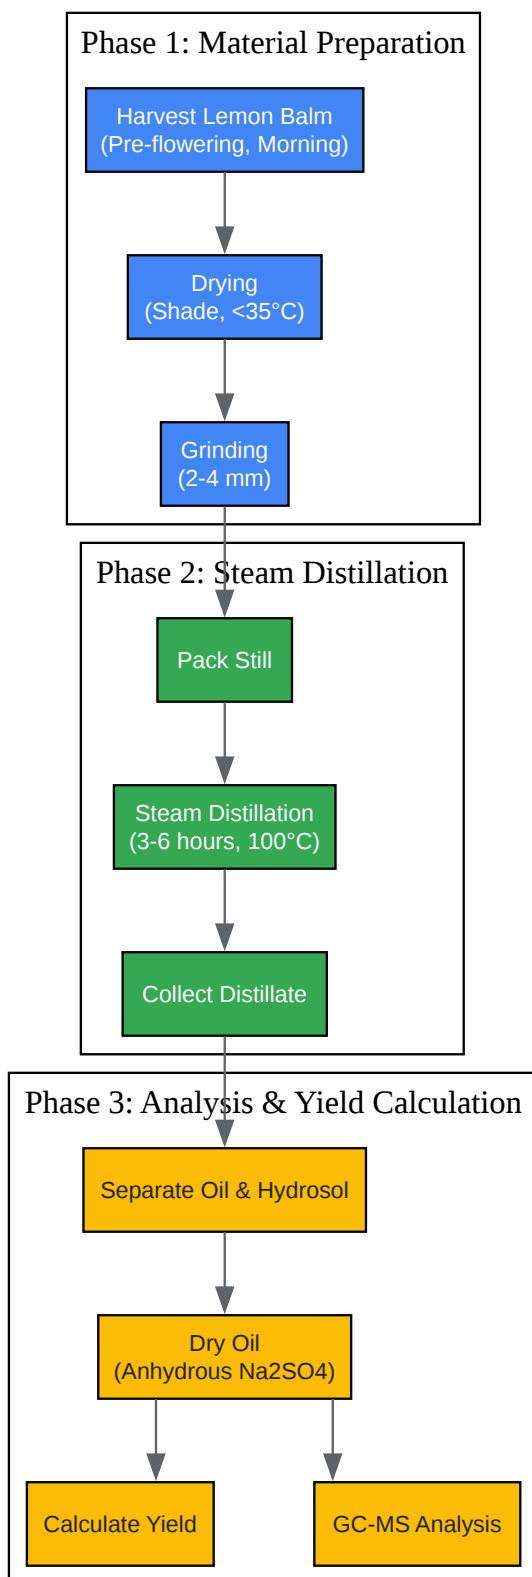 Phase 1: Material Preparation
Harvest Lemon Balm
(Pre-flowering, Morning)
Drying
(Shade, <35°C)
Grinding
(2-4 mm)
Phase 2: Steam Distillation
Pack Still
Steam Distillation
(3-6 hours, 100°C)
Collect Distillate
Phase 3: Analysis & Yield Calculation
Separate Oil & Hydrosol
Dry Oil
(Anhydrous Na2SO4)
Calculate Yield
GC-MS Analysis